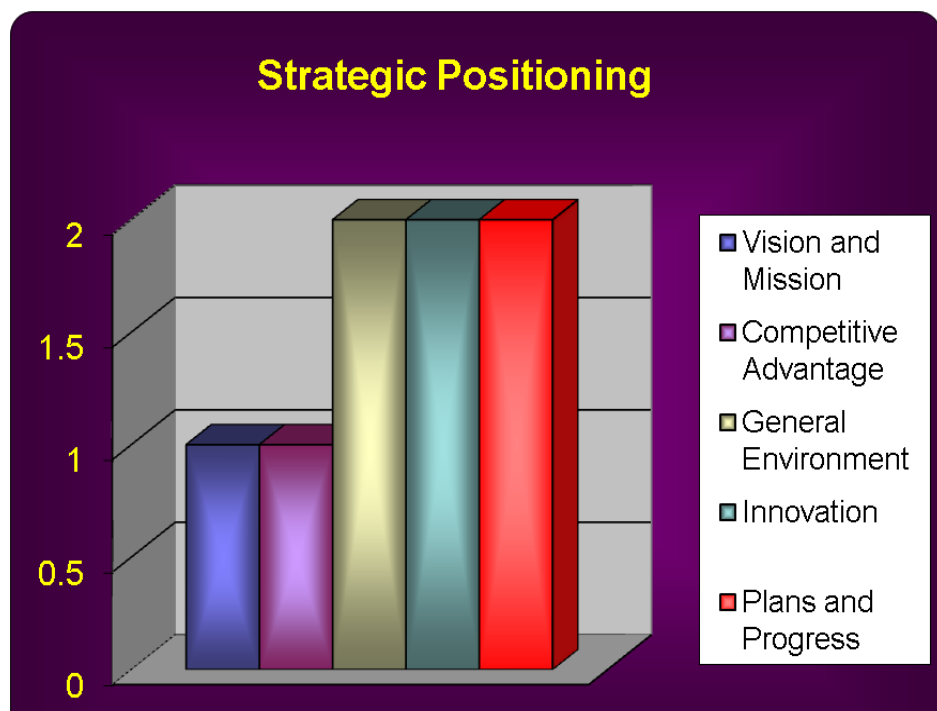 Strategic Positioning
2
1.5
1
0.5
0
Vision and
Mission
Competitive
Advantage
General
Environment
Innovation
Plans and
Progress